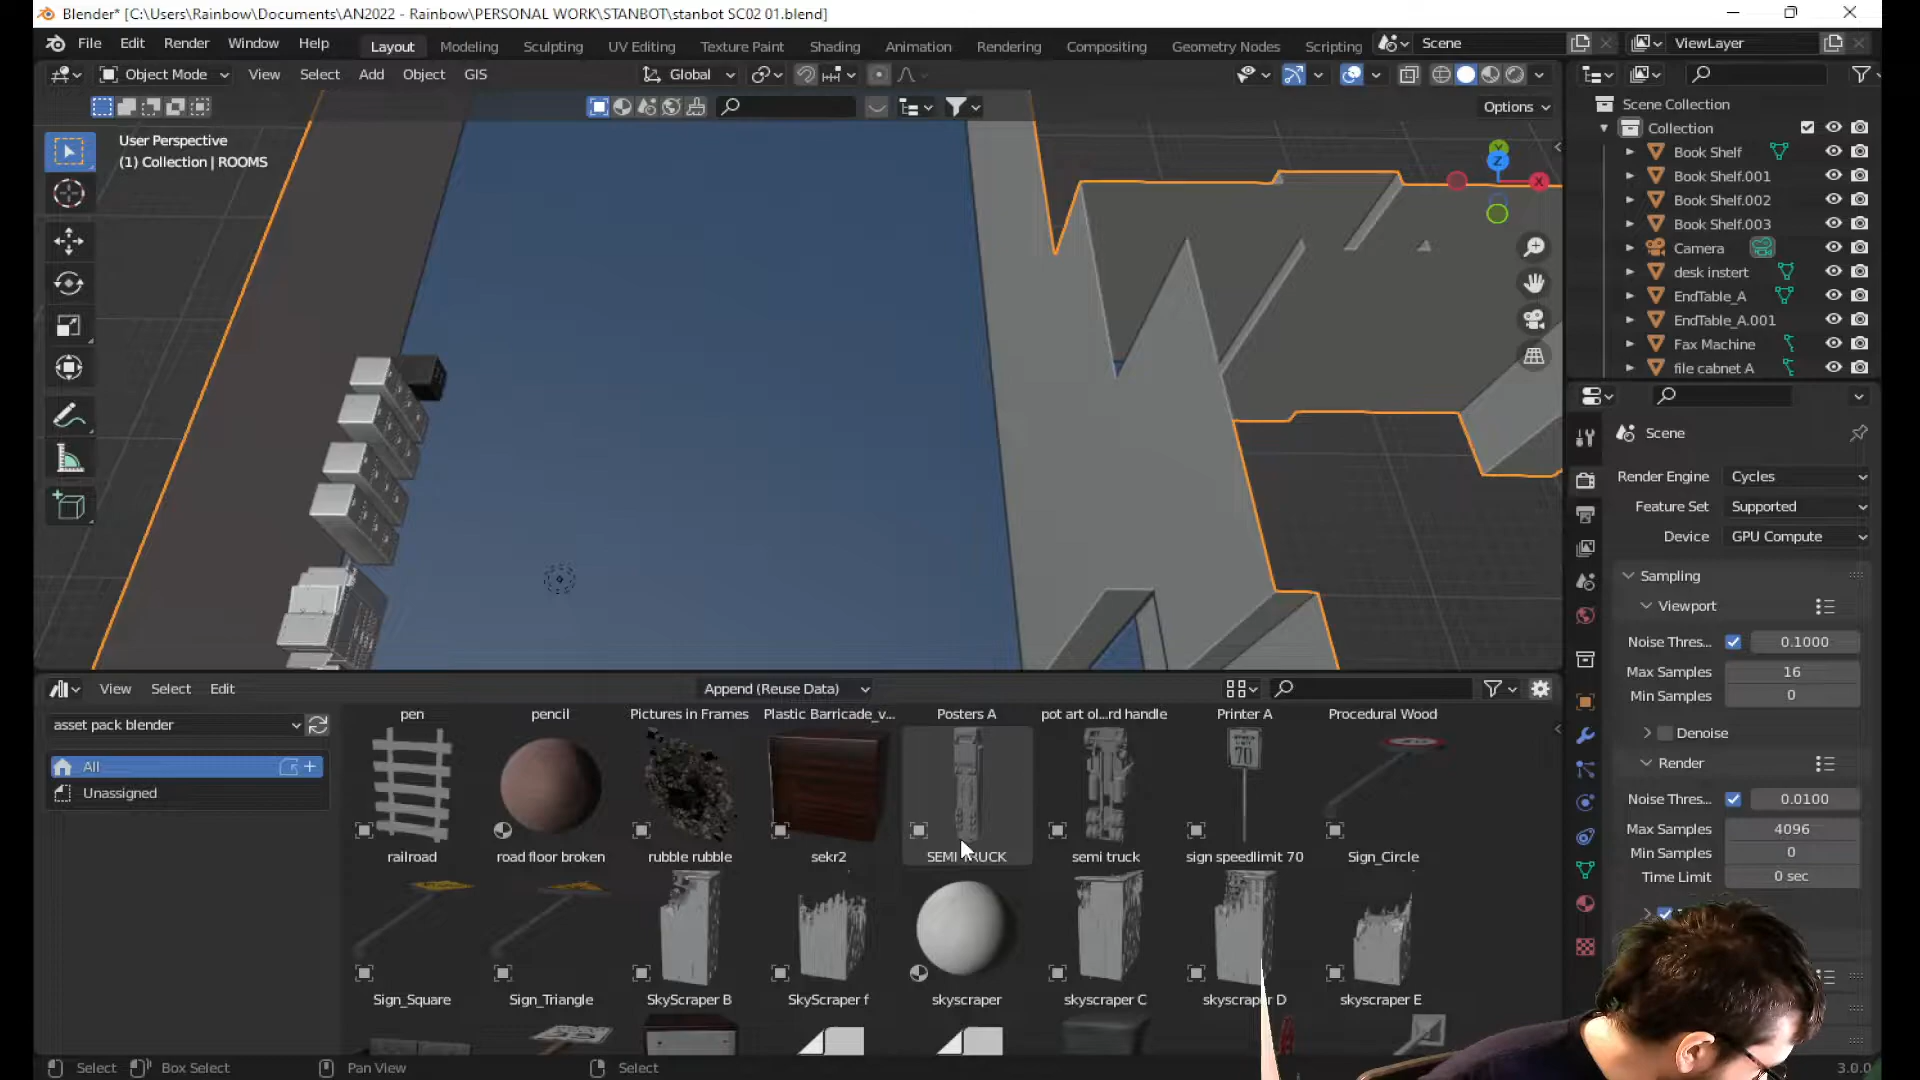 Blender* [C:\Users\Rainbow\Documents\AN2022 - Rainbow\PERSONAL WORK\STANBOT\stanbot SC02 01.blend]
File Edit Render Window Help Layout Modeling Sculpting UV Editing Texture Paint Shading Animation Rendering Compositing Geometry Nodes Scripting Scene ViewLayer
Object Mode View Select Add Object GIS Global
Options
User Perspective
(1) Collection | ROOMS
Scene Collection
Collection
Book Shelf
Book Shelf.001
Book Shelf.002
Book Shelf.003
Camera
desk instert
EndTable_A
EndTable_A.001
Fax Machine
file cabnet A
Scene
Render Engine Cycles
Feature Set Supported
Device GPU Compute
Sampling
Viewport
Noise Thres... 0.1000
Max Samples 16
Min Samples 0
Denoise
Render
Noise Thres... 0.0100
Max Samples 4096
Min Samples 0
Time Limit 0 sec
View Select Edit Append (Reuse Data)
asset pack blender
All
Unassigned
pen pencil Pictures in Frames Plastic Barricade_v... Posters A pot art ol...rd handle Printer A Procedural Wood
70
railroad road floor broken rubble rubble sekr2 SEMI TRUCK semi truck sign speedlimit 70 Sign_Circle
Sign_Square Sign_Triangle SkyScraper B SkyScraper f skyscraper skyscraper C skyscraper D skyscraper E
Select Box Select Pan View Select 3.0.0